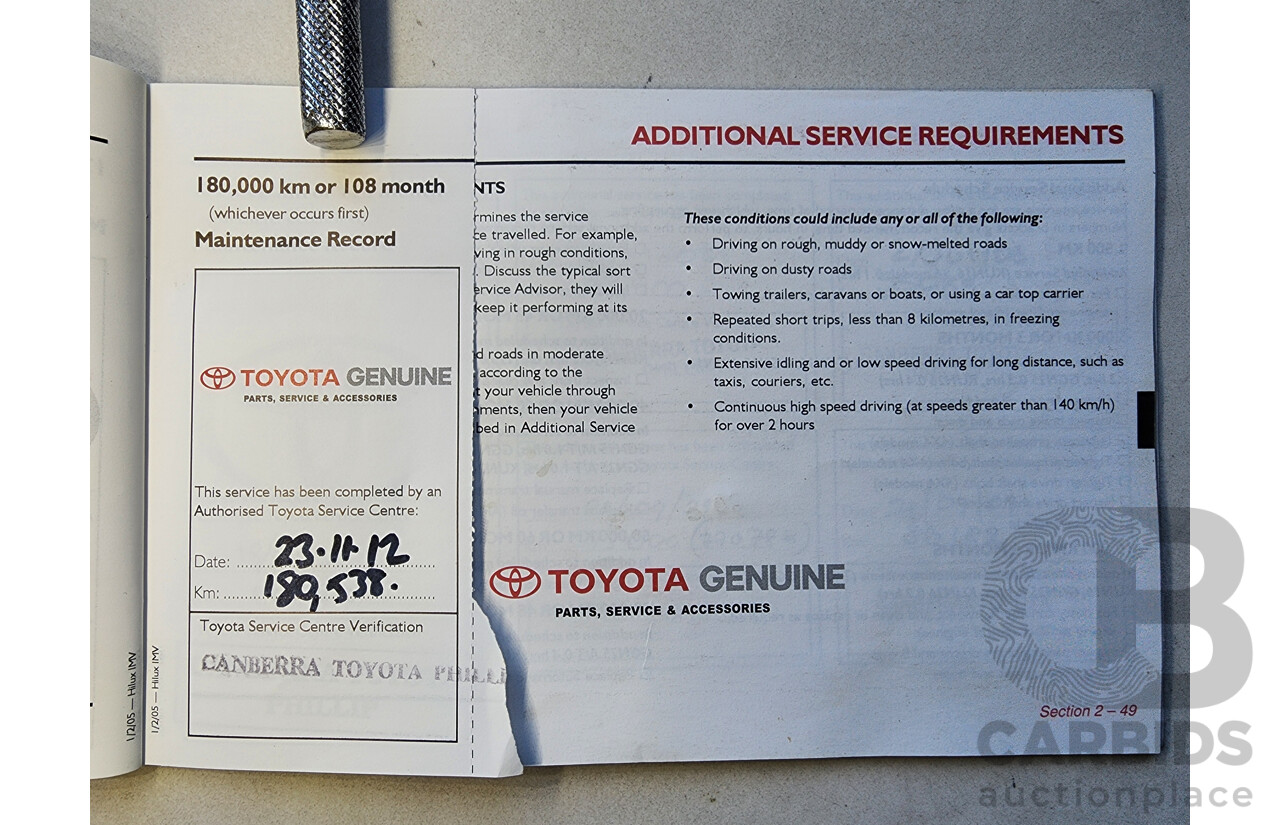 180,000 km or 108 month
(whichever occurs first)
Maintenance Record
TOYOTA GENUINE
PARTS, SERVICE & ACCESSORIES
This service has been completed by an
Authorised Toyota Service Centre:
Date: 23.11.12
Km: 180,538.
Toyota Service Centre Verification
CANBERRA TOYOTA PHILLI
1/2/05 — Hilux IMV
1/2/05 — Hilux IMV
ADDITIONAL SERVICE REQUIREMENTS
NTS
rmines the service
ce travelled. For example,
ving in rough conditions,
. Discuss the typical sort
ervice Advisor, they will
keep it performing at its
d roads in moderate
according to the
t your vehicle through
ments, then your vehicle
bed in Additional Service
These conditions could include any or all of the following:
• Driving on rough, muddy or snow-melted roads
• Driving on dusty roads
• Towing trailers, caravans or boats, or using a car top carrier
• Repeated short trips, less than 8 kilometres, in freezing
conditions.
• Extensive idling and or low speed driving for long distance, such as
taxis, couriers, etc.
• Continuous high speed driving (at speeds greater than 140 km/h)
for over 2 hours
TOYOTA GENUINE
PARTS, SERVICE & ACCESSORIES
Section 2 – 49
CARBIDS
auctionplace